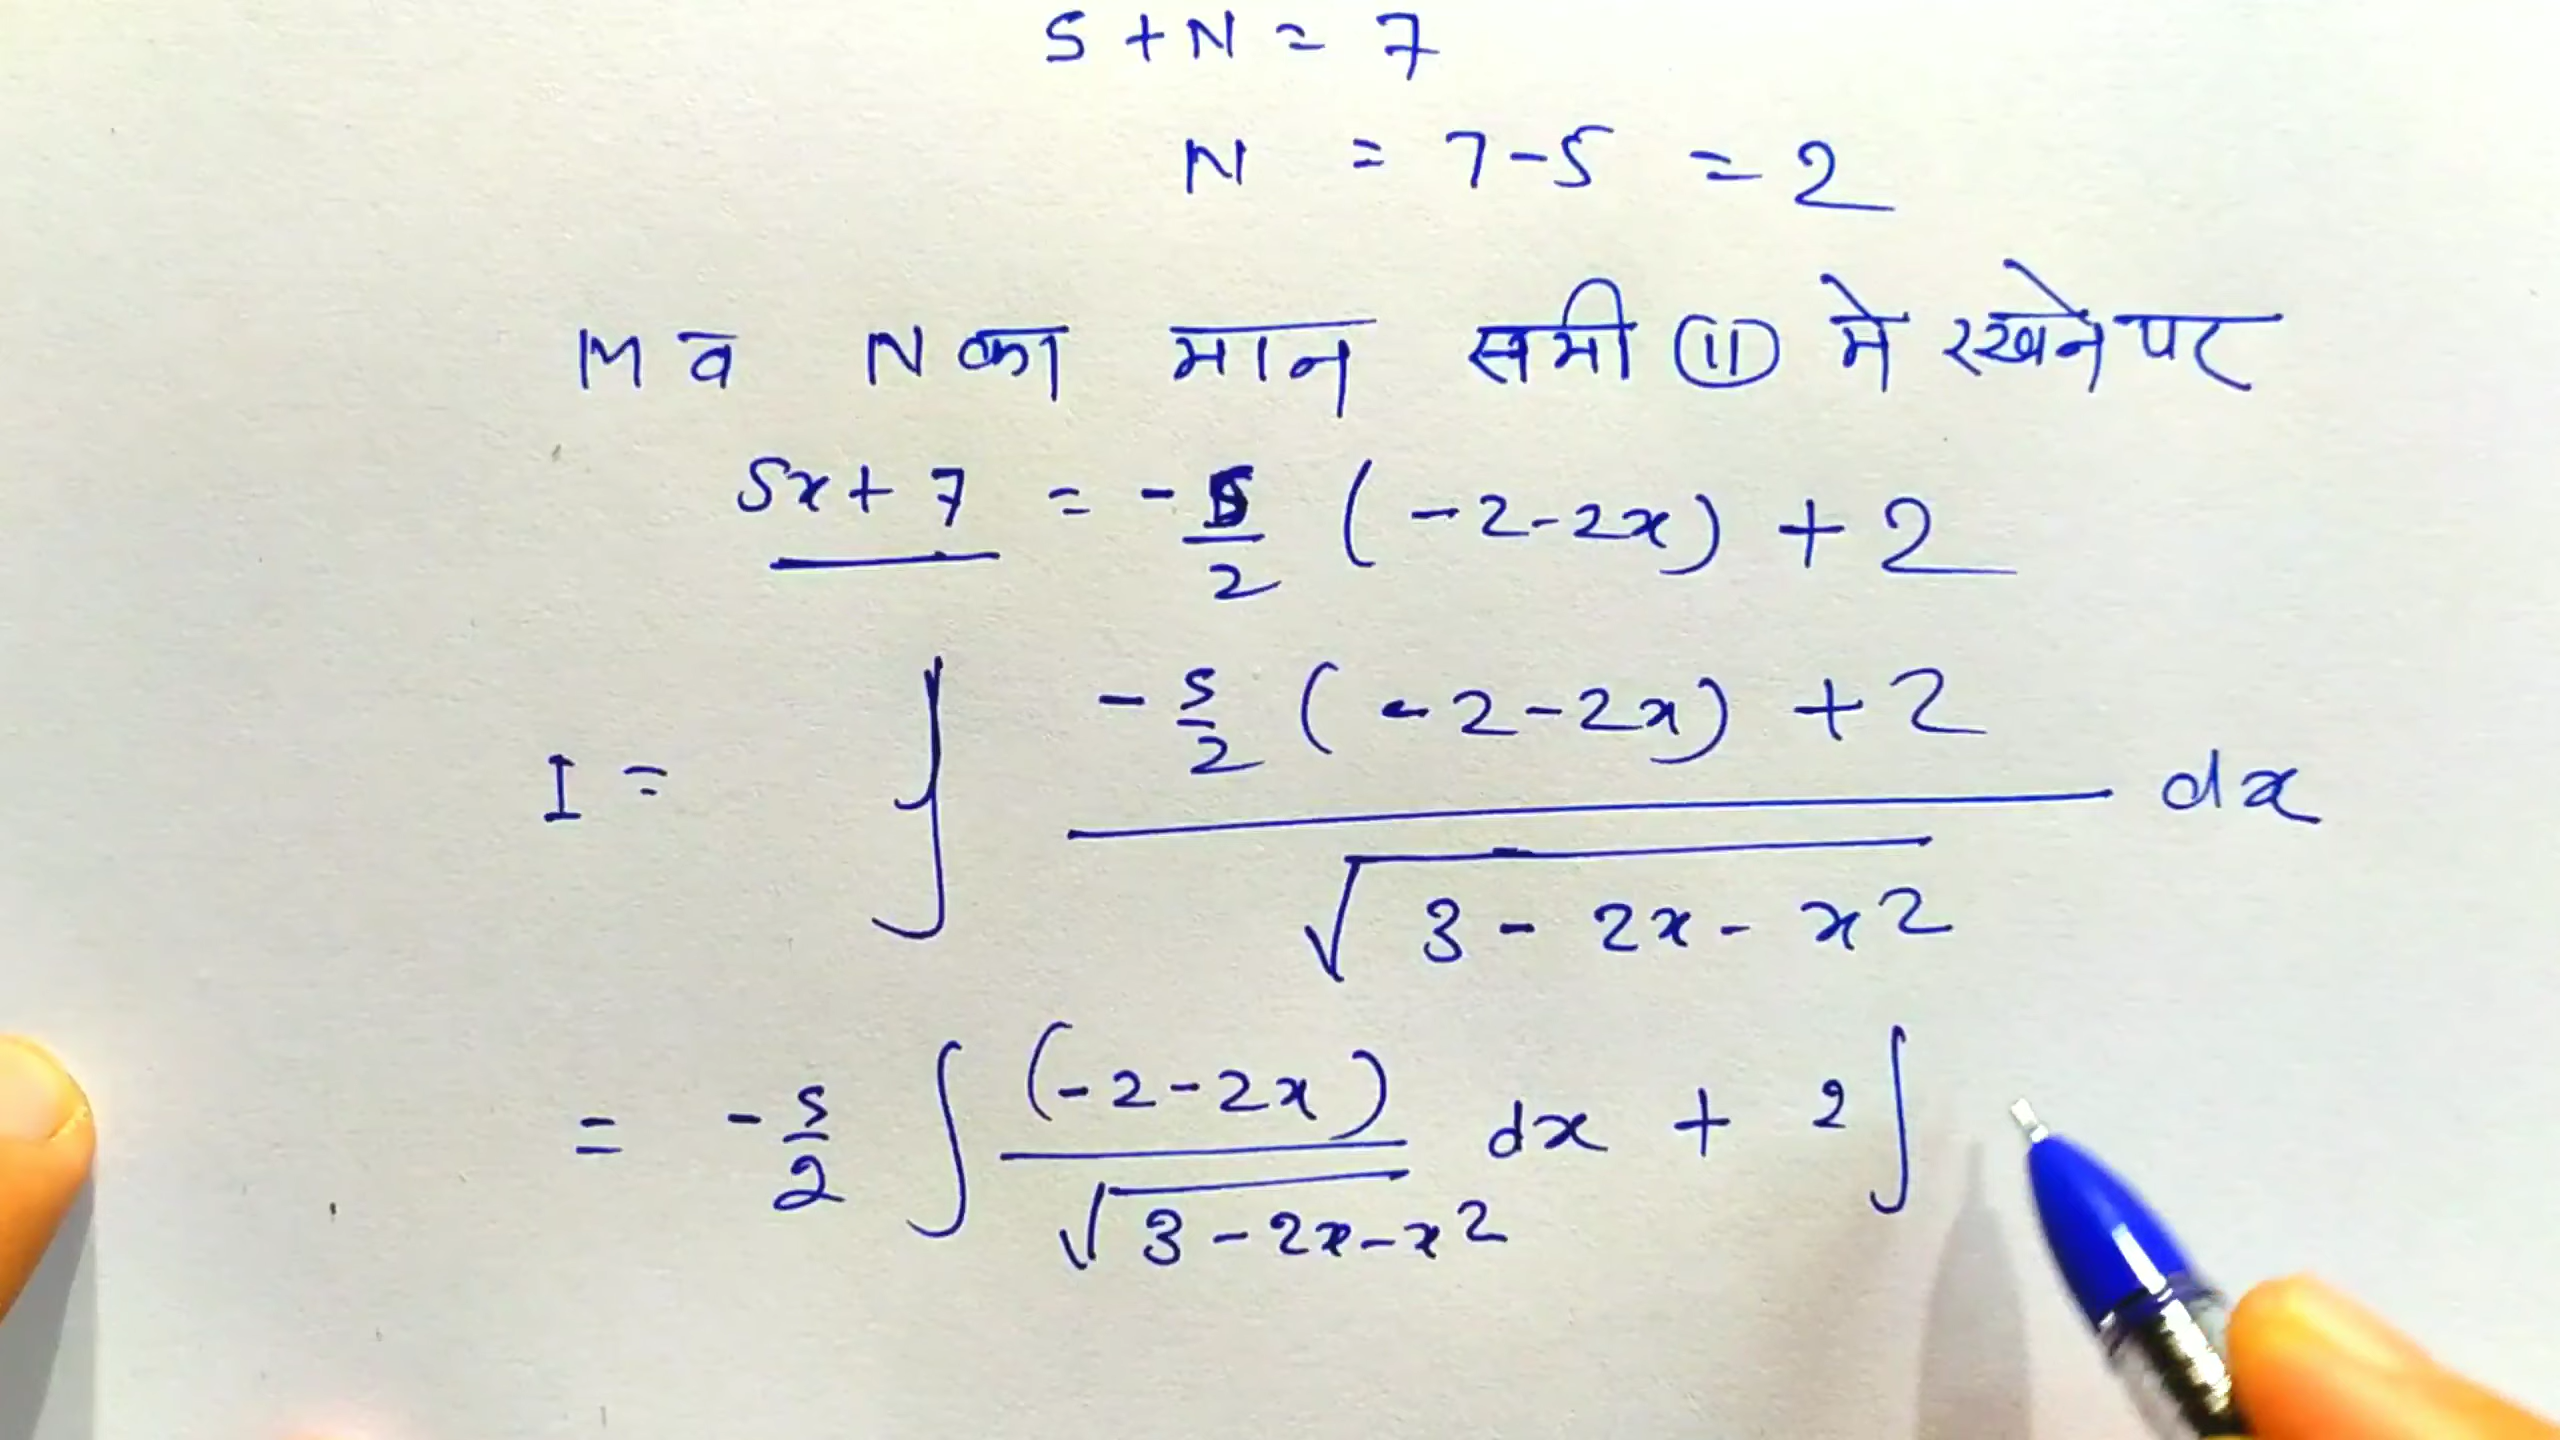 5 + N = 7
N = 7 - 5 = 2
M व N का मान समी (11) मे रखने पर
5x + 7 = - 5/2 (-2-2x) + 2
I = ∫ (- 5/2 (-2-2x) + 2) / √(3 - 2x - x²) dx
= - 5/2 ∫ (-2-2x) / √(3-2x-x²) dx + 2 ∫